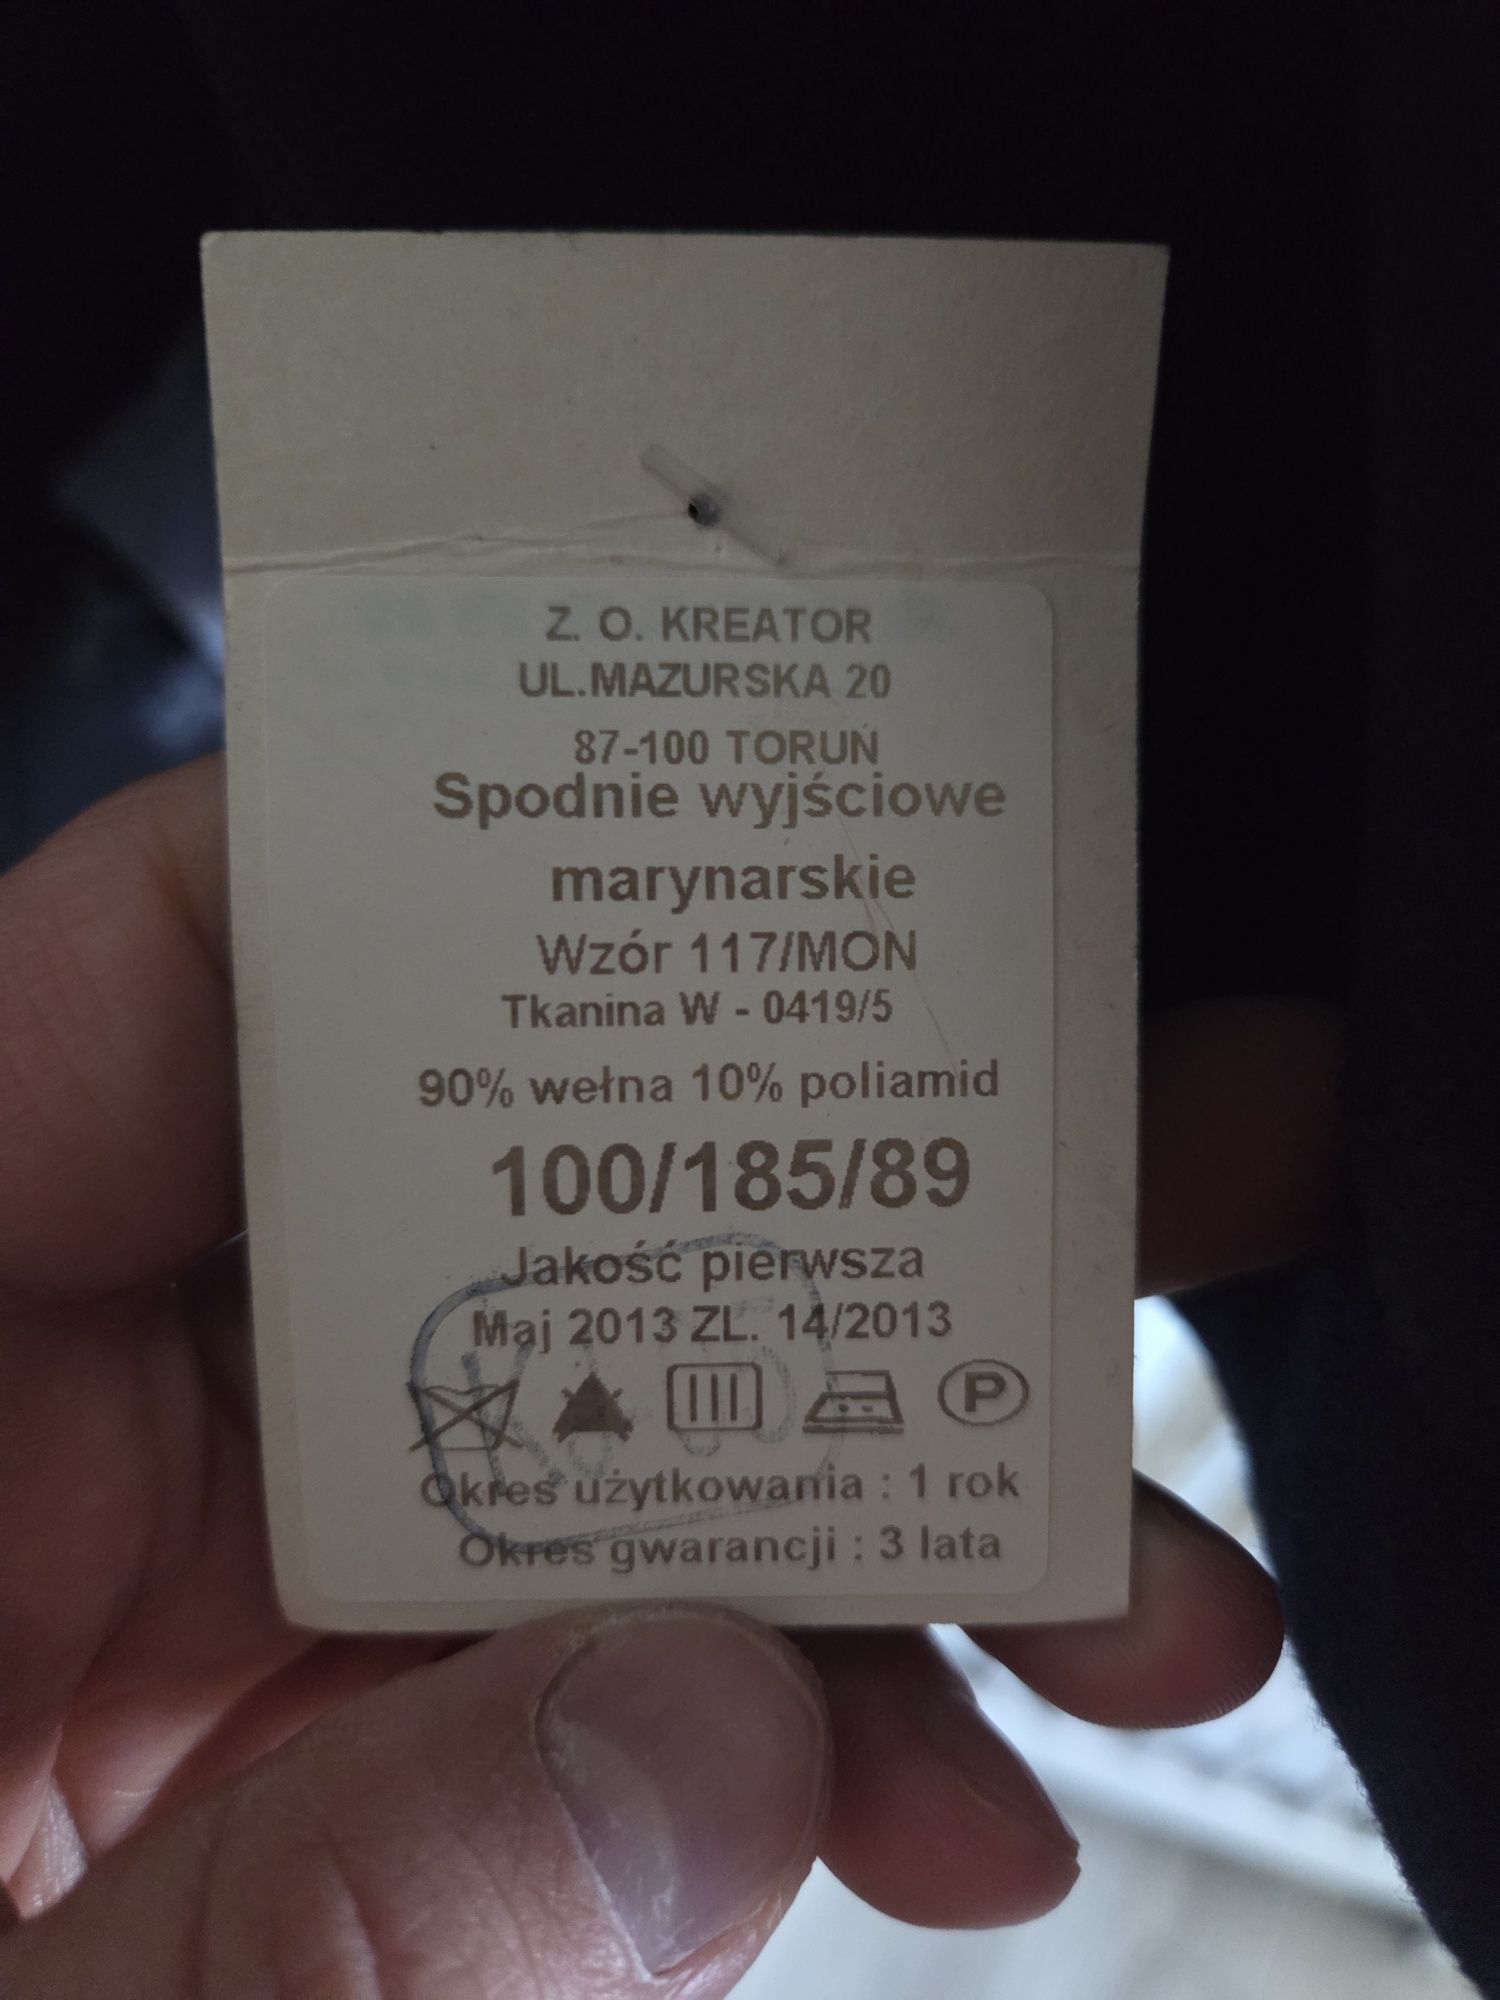 Z. O. KREATOR
UL.MAZURSKA 20
87-100 TORUŃ
Spodnie wyjściowe
marynarskie
Wzór 117/MON
Tkanina W - 0419/5
90% wełna 10% poliamid
100/185/89
Jakość pierwsza
Maj 2013 ZL. 14/2013
P
Okres użytkowania : 1 rok
Okres gwarancji : 3 lata